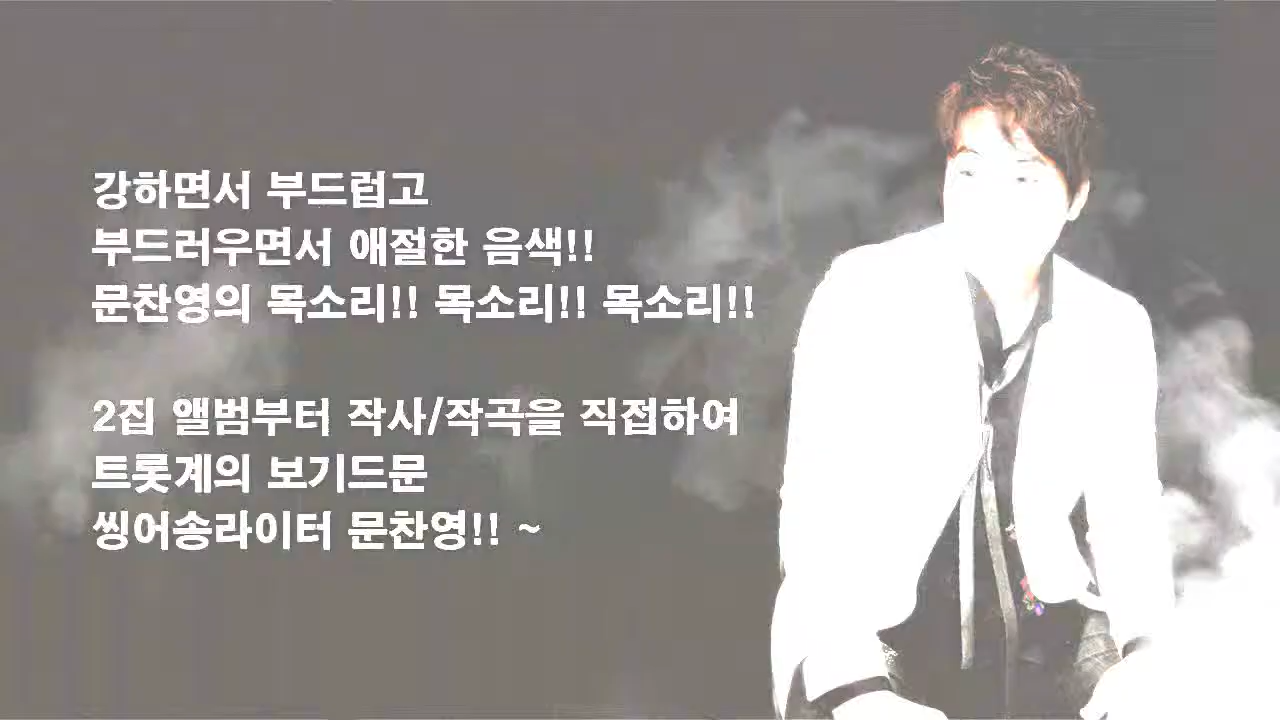 강하면서 부드럽고
부드러우면서 애절한 음색!!
문찬영의 목소리!! 목소리!! 목소리!!
2집 앨범부터 작사/작곡을 직접하여
트롯계의 보기드문
씽어송라이터 문찬영!! ~